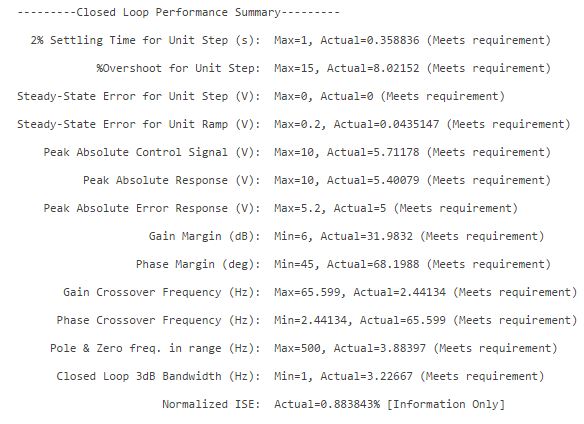 ---------Closed Loop Performance Summary---------
2% Settling Time for Unit Step (s): Max=1, Actual=0.358836 (Meets requirement)
%Overshoot for Unit Step: Max=15, Actual=8.02152 (Meets requirement)
Steady-State Error for Unit Step (V): Max=0, Actual=0 (Meets requirement)
Steady-State Error for Unit Ramp (V): Max=0.2, Actual=0.0435147 (Meets requirement)
Peak Absolute Control Signal (V): Max=10, Actual=5.71178 (Meets requirement)
Peak Absolute Response (V): Max=10, Actual=5.40079 (Meets requirement)
Peak Absolute Error Response (V): Max=5.2, Actual=5 (Meets requirement)
Gain Margin (dB): Min=6, Actual=31.9832 (Meets requirement)
Phase Margin (deg): Min=45, Actual=68.1988 (Meets requirement)
Gain Crossover Frequency (Hz): Max=65.599, Actual=2.44134 (Meets requirement)
Phase Crossover Frequency (Hz): Min=2.44134, Actual=65.599 (Meets requirement)
Pole & Zero freq. in range (Hz): Max=500, Actual=3.88397 (Meets requirement)
Closed Loop 3dB Bandwidth (Hz): Min=1, Actual=3.22667 (Meets requirement)
Normalized ISE: Actual=0.883843% [Information Only]